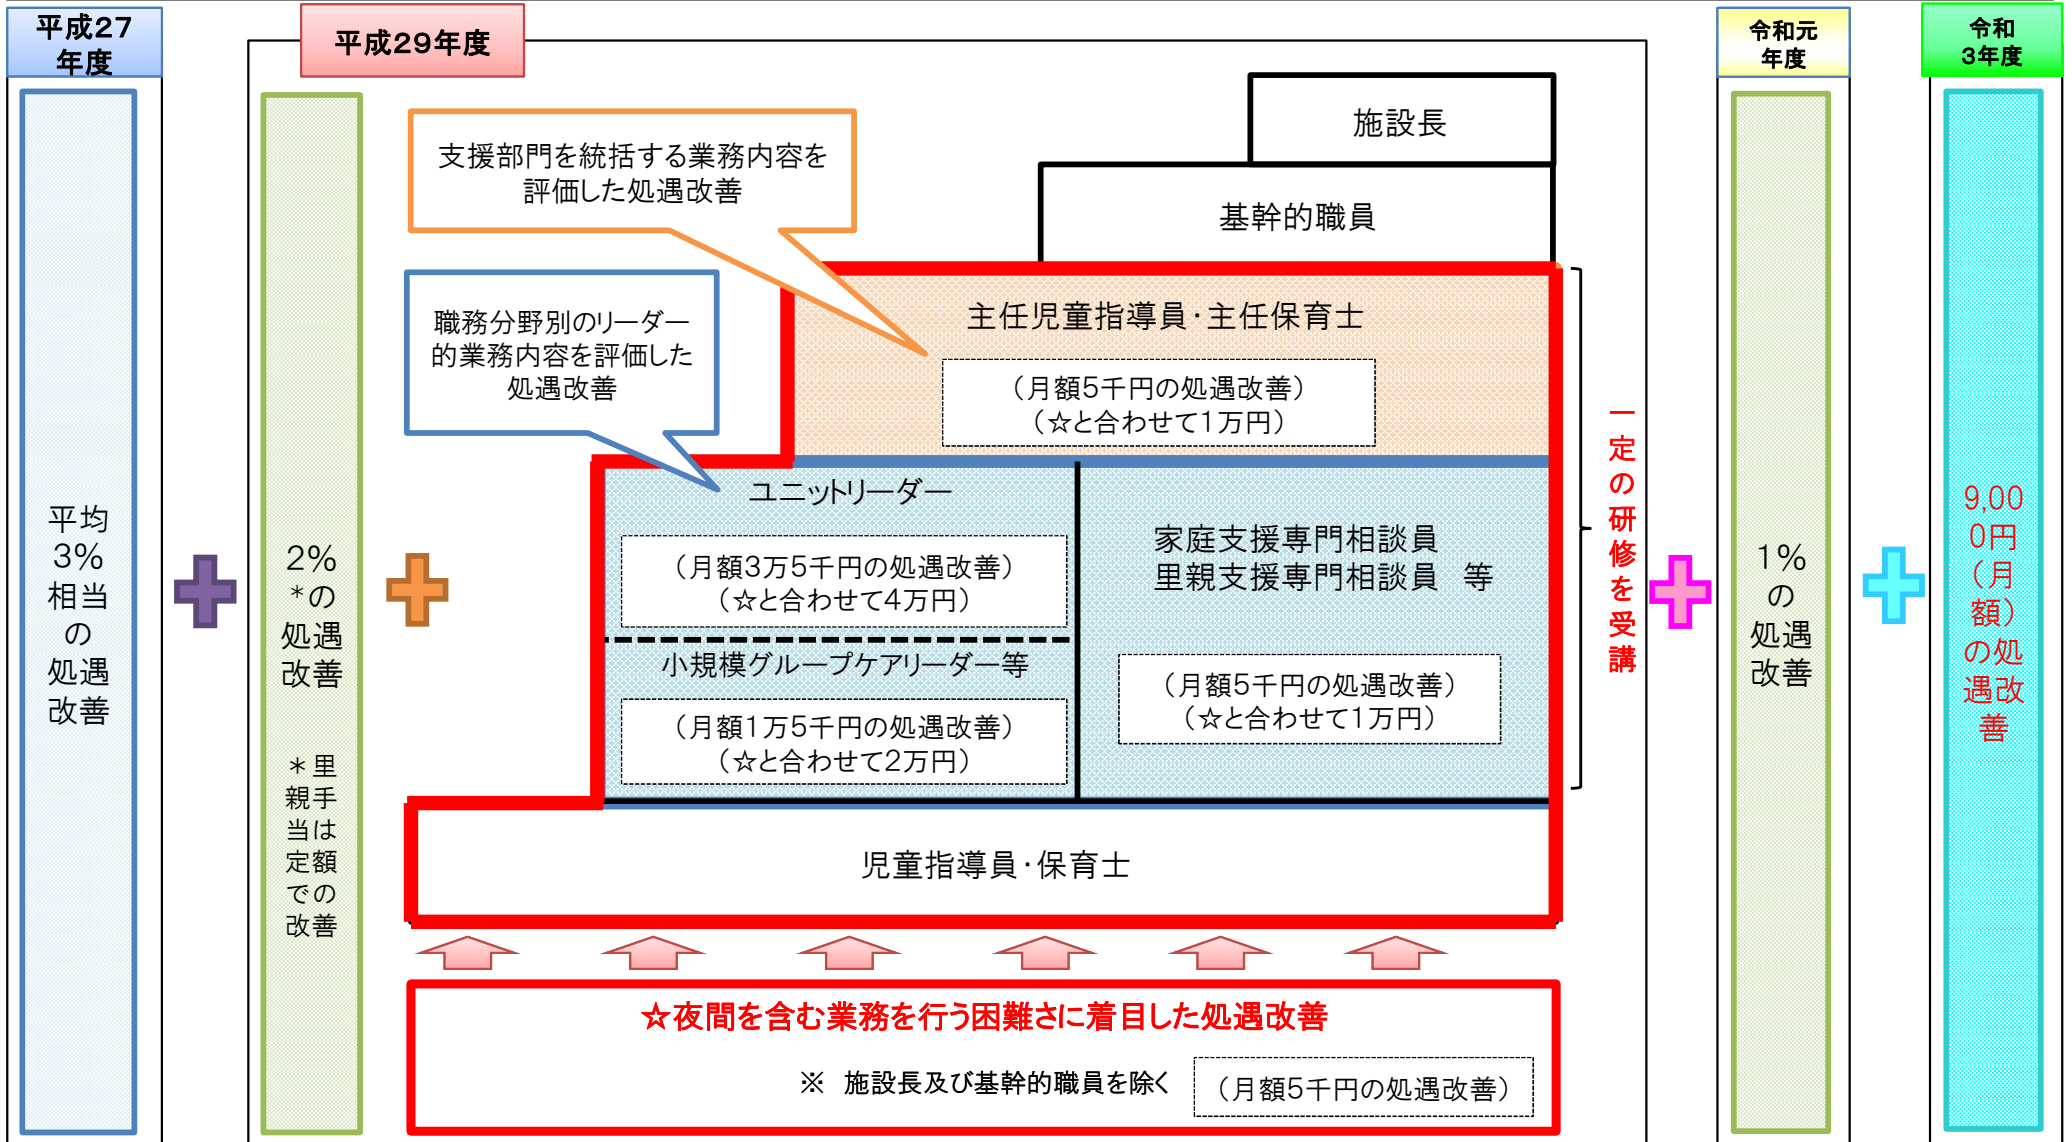 平成27
年度
平均
3%
相当
の
処遇
改善
平成29年度
2%
*の
処遇
改善
*里
親手
当は
定額
での
改善
支援部門を統括する業務内容を
評価した処遇改善
職務分野別のリーダー
的業務内容を評価した
処遇改善
施設長
基幹的職員
主任児童指導員・主任保育士
(月額5千円の処遇改善)
(☆と合わせて1万円)
ユニットリーダー
(月額3万5千円の処遇改善)
(☆と合わせて4万円)
小規模グループケアリーダー等
(月額1万5千円の処遇改善)
(☆と合わせて2万円)
家庭支援専門相談員
里親支援専門相談員 等
(月額5千円の処遇改善)
(☆と合わせて1万円)
児童指導員・保育士
一定の研修を受講
☆夜間を含む業務を行う困難さに着目した処遇改善
※ 施設長及び基幹的職員を除く
(月額5千円の処遇改善)
令和元
年度
1%
の
処遇
改善
令和
3年度
9,00
0円
(月
額)
の処
遇改
善